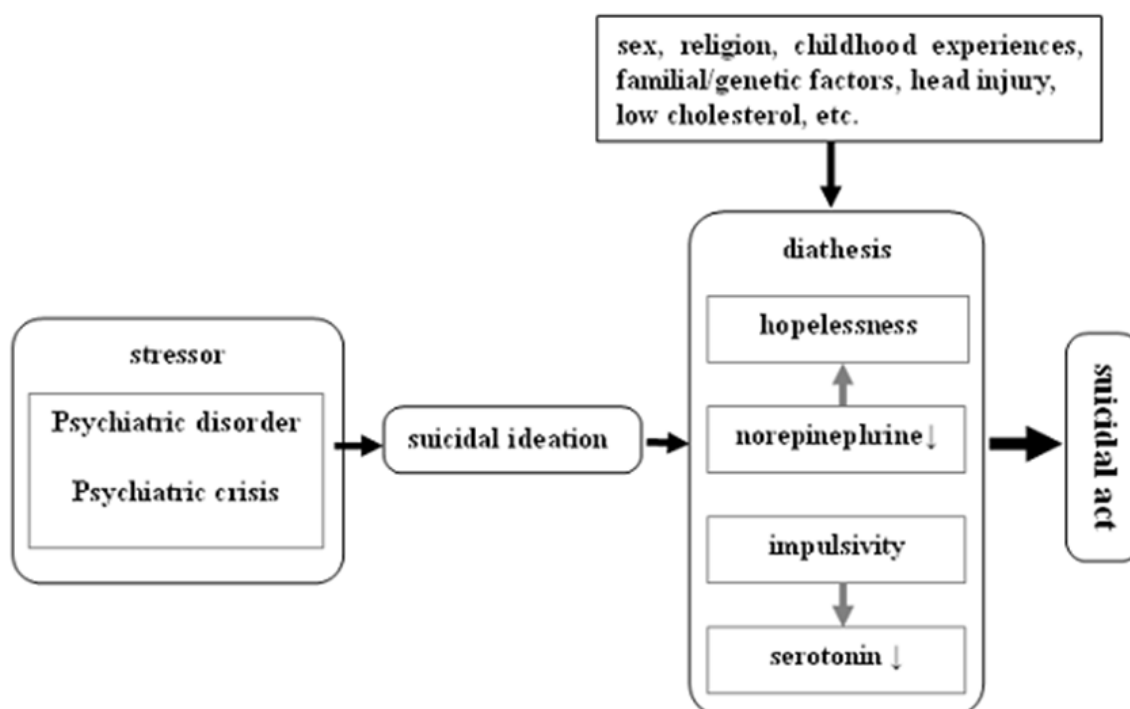 sex, religion, childhood experiences,
familial/genetic factors, head injury,
low cholesterol, etc.
diathesis
hopelessness
stressor
Psychiatric disorder
suicidal ideation
norepinephrine↓
suicidal act
Psychiatric crisis
impulsivity
serotonin ↓